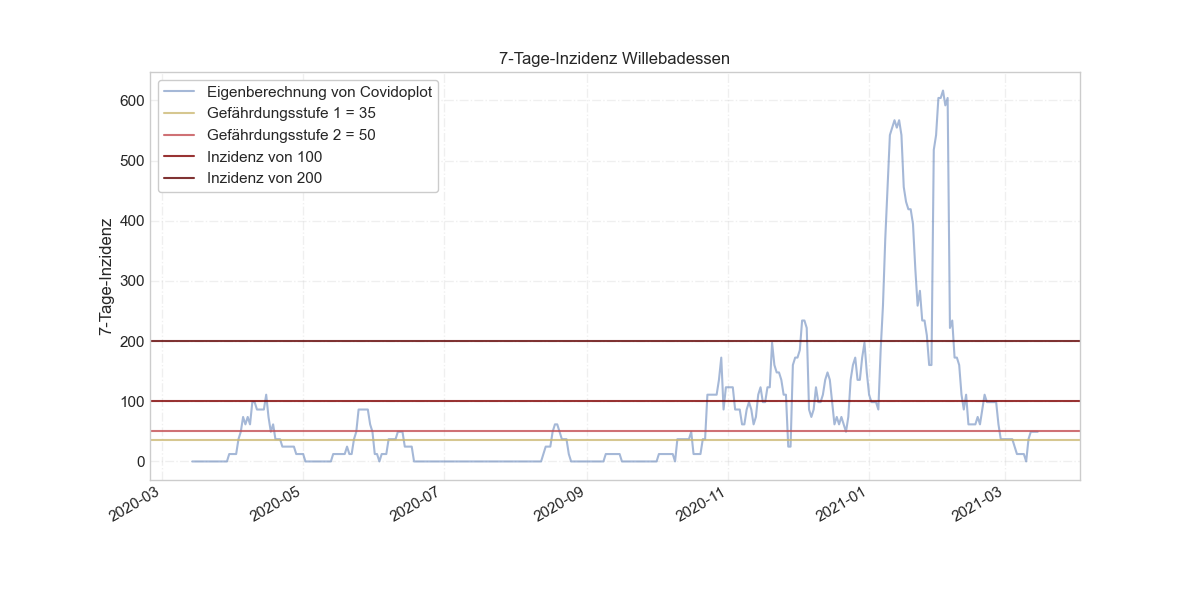 7-Tage-Inzidenz Willebadessen
Eigenberechnung von Covidoplot
Gefährdungsstufe 1 = 35
Gefährdungsstufe 2 = 50
Inzidenz von 100
Inzidenz von 200
7-Tage-Inzidenz
600
500
400
300
200
100
0
2020-03
2020-05
2020-07
2020-09
2020-11
2021-01
2021-03